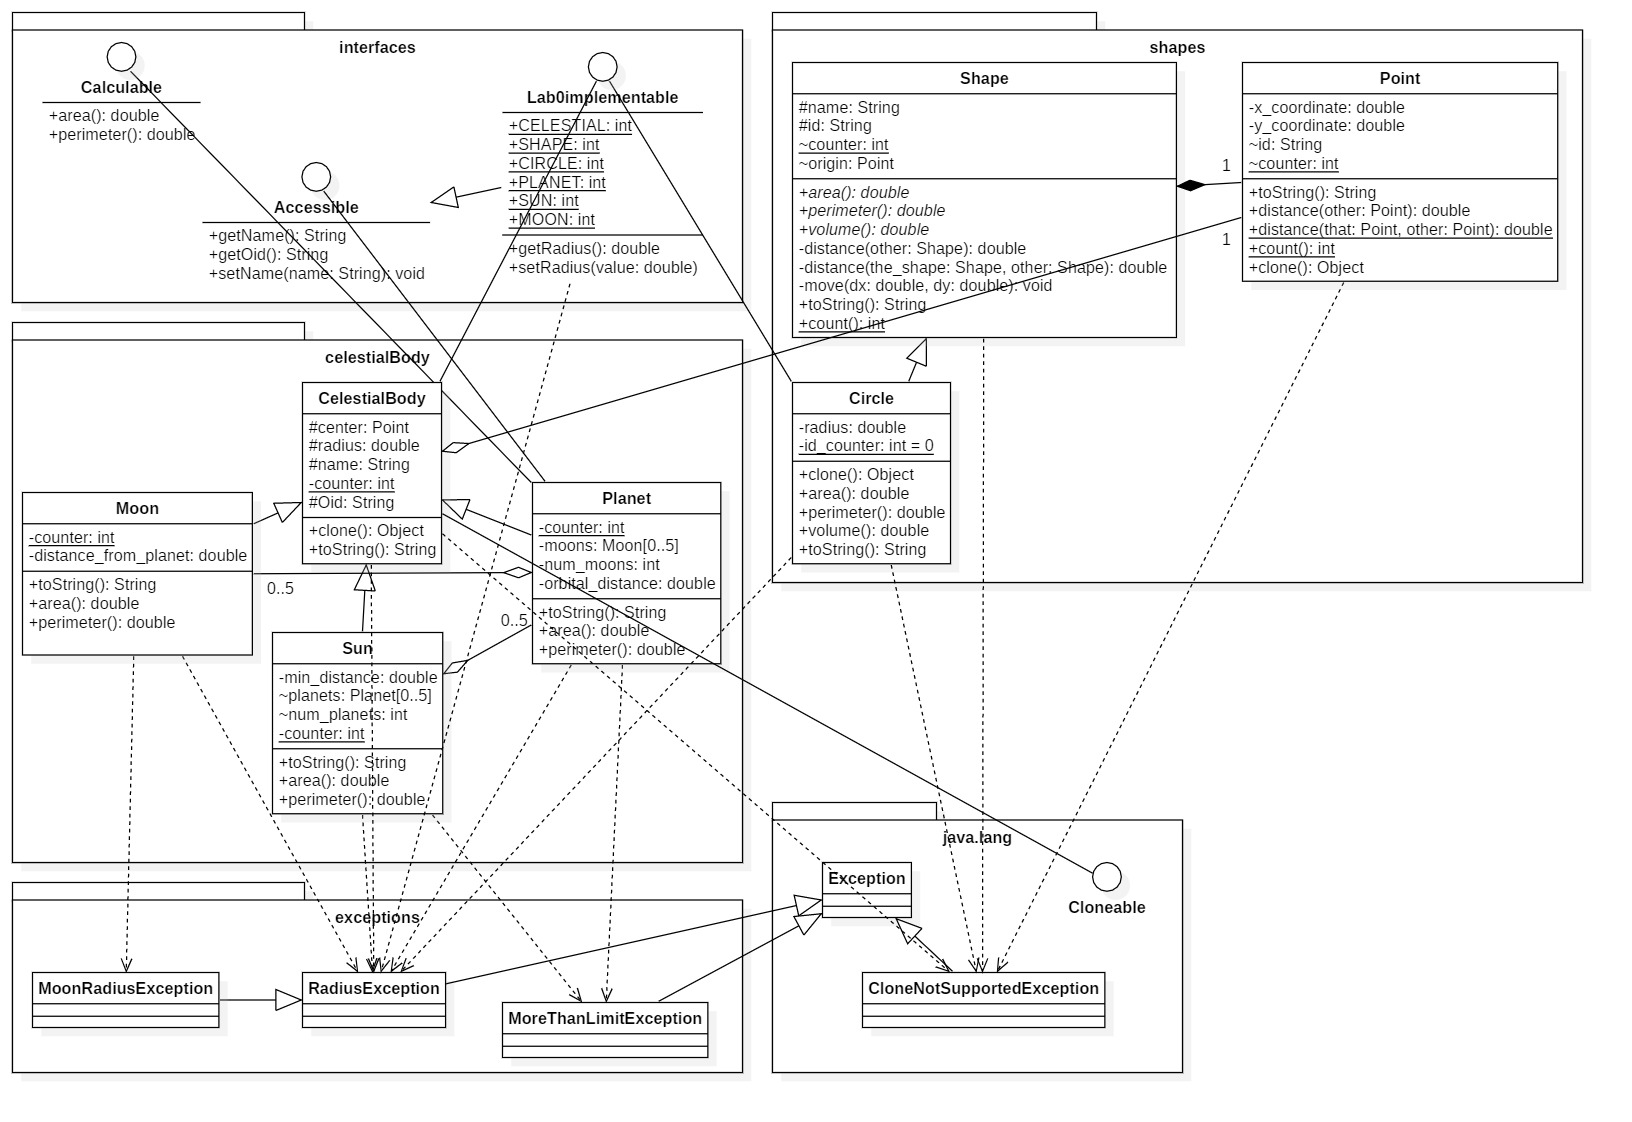 interfaces
Calculable
+area(): double
+perimeter(): double
Accessible
+getName(): String
+getOid(): String
+setName(name: String): void
Lab0implementable
+CELESTIAL: int
+SHAPE: int
+CIRCLE: int
+PLANET: int
+SUN: int
+MOON: int
+getRadius(): double
+setRadius(value: double)
shapes
Shape
#name: String
#id: String
~counter: int
~origin: Point
+area(): double
+perimeter(): double
+volume(): double
-distance(other: Shape): double
-distance(the_shape: Shape, other: Shape): double
-move(dx: double, dy: double): void
+toString(): String
+count(): int
1
1
Point
-x_coordinate: double
-y_coordinate: double
~id: String
~counter: int
+toString(): String
+distance(other: Point): double
+distance(that: Point, other: Point): double
+count(): int
+clone(): Object
Circle
-radius: double
-id_counter: int = 0
+clone(): Object
+area(): double
+perimeter(): double
+volume(): double
+toString(): String
celestialBody
CelestialBody
#center: Point
#radius: double
#name: String
-counter: int
#Oid: String
+clone(): Object
+toString(): String
Moon
-counter: int
-distance_from_planet: double
+toString(): String
+area(): double
+perimeter(): double
0..5
Planet
-counter: int
-moons: Moon[0..5]
-num_moons: int
-orbital_distance: double
+toString(): String
+area(): double
+perimeter(): double
0..5
Sun
-min_distance: double
~planets: Planet[0..5]
~num_planets: int
-counter: int
+toString(): String
+area(): double
+perimeter(): double
exceptions
MoonRadiusException
RadiusException
MoreThanLimitException
java.lang
Exception
Cloneable
CloneNotSupportedException